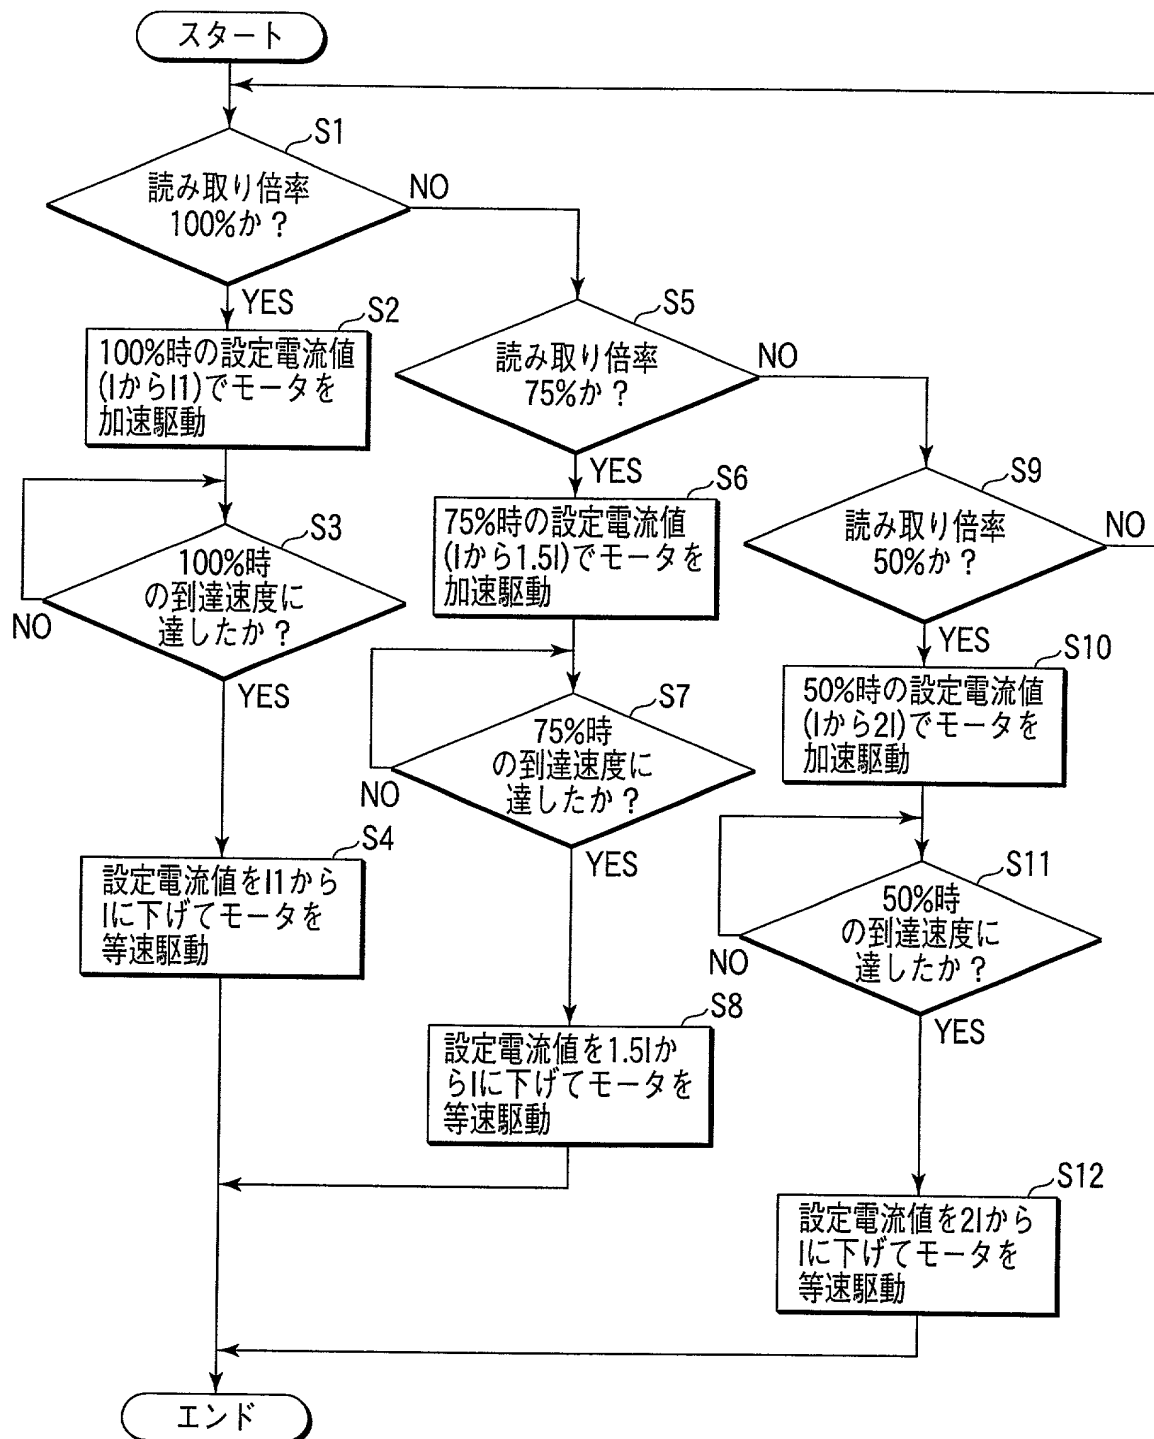 スタート
S1
読み取り倍率
100%か?
NO
YES
S2
100%時の設定電流値
(IからI1)でモータを
加速駆動
S3
100%時
の到達速度に
達したか?
NO
YES
S4
設定電流値をI1から
Iに下げてモータを
等速駆動
S5
読み取り倍率
75%か?
NO
YES
S6
75%時の設定電流値
(Iから1.5I)でモータを
加速駆動
S7
75%時
の到達速度に
達したか?
NO
YES
S8
設定電流値を1.5Iか
らIに下げてモータを
等速駆動
S9
読み取り倍率
50%か?
NO
YES
S10
50%時の設定電流値
(Iから2I)でモータを
加速駆動
S11
50%時
の到達速度に
達したか?
NO
YES
S12
設定電流値を2Iから
Iに下げてモータを
等速駆動
エンド